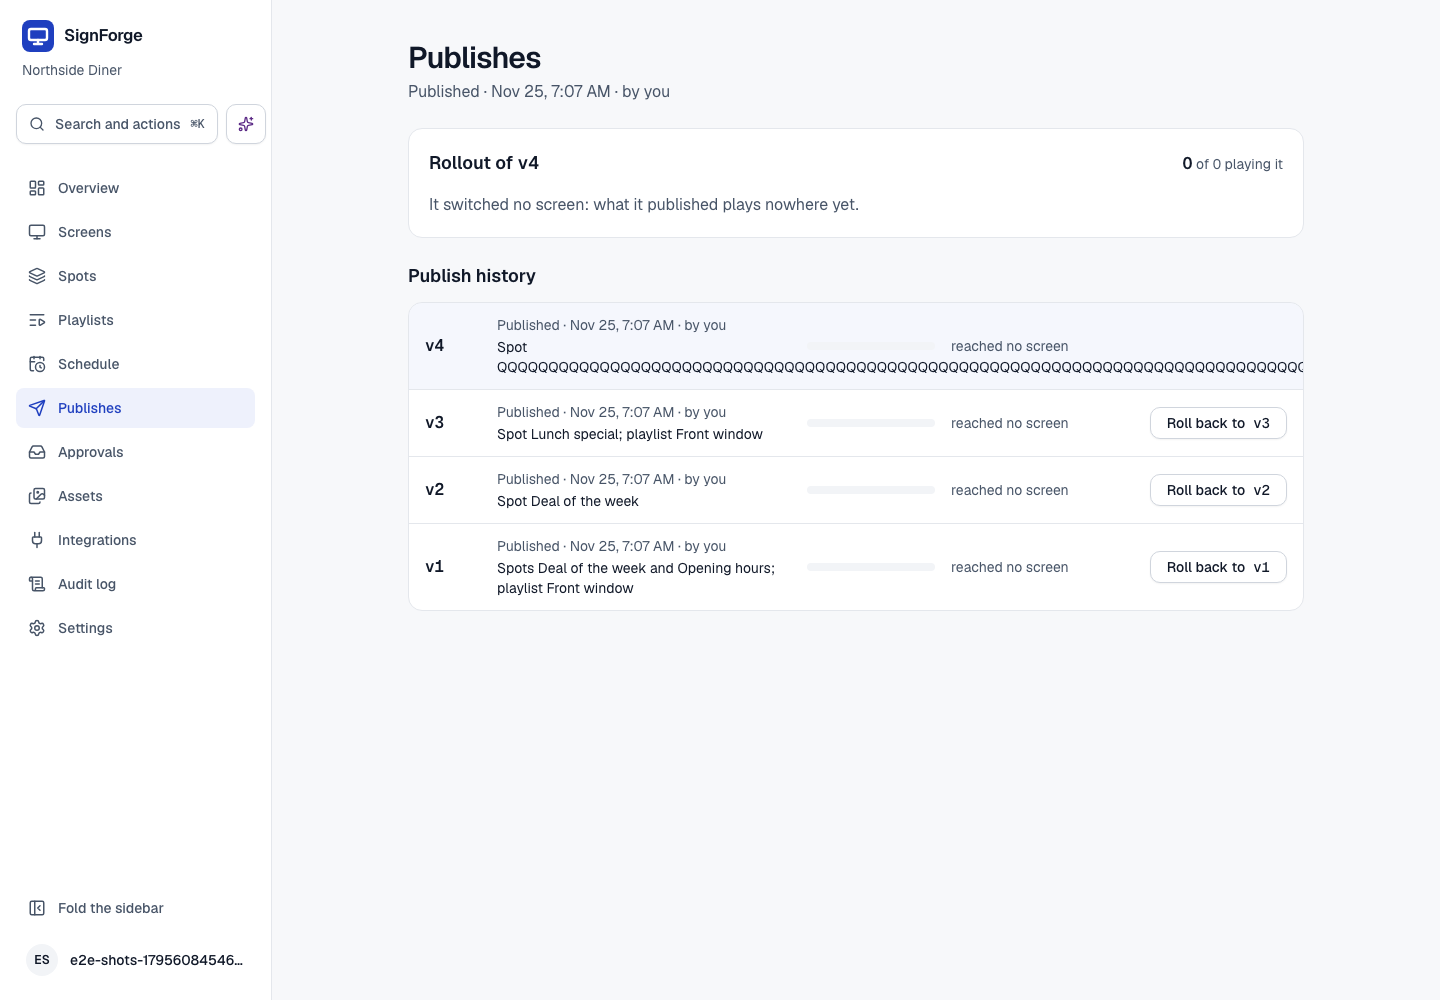 SignForge
Northside Diner
Search and actions ⌘K
Overview
Screens
Spots
Playlists
Schedule
Publishes
Approvals
Assets
Integrations
Audit log
Settings
Fold the sidebar
ES e2e-shots-17956084546…
Publishes
Published · Nov 25, 7:07 AM · by you
Rollout of v4
0 of 0 playing it
It switched no screen: what it published plays nowhere yet.
Publish history
v4
Published · Nov 25, 7:07 AM · by you
Spot
reached no screen
v3
Published · Nov 25, 7:07 AM · by you
Spot Lunch special; playlist Front window
reached no screen
Roll back to v3
v2
Published · Nov 25, 7:07 AM · by you
Spot Deal of the week
reached no screen
Roll back to v2
v1
Published · Nov 25, 7:07 AM · by you
Spots Deal of the week and Opening hours;
playlist Front window
reached no screen
Roll back to v1